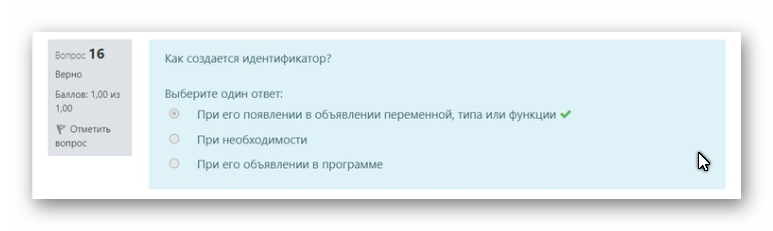 Вопрос 16
Верно
Баллов: 1,00 из
1,00
Отметить
вопрос
Как создается идентификатор?
Выберите один ответ:
При его появлении в объявлении переменной, типа или функции
При необходимости
При его объявлении в программе